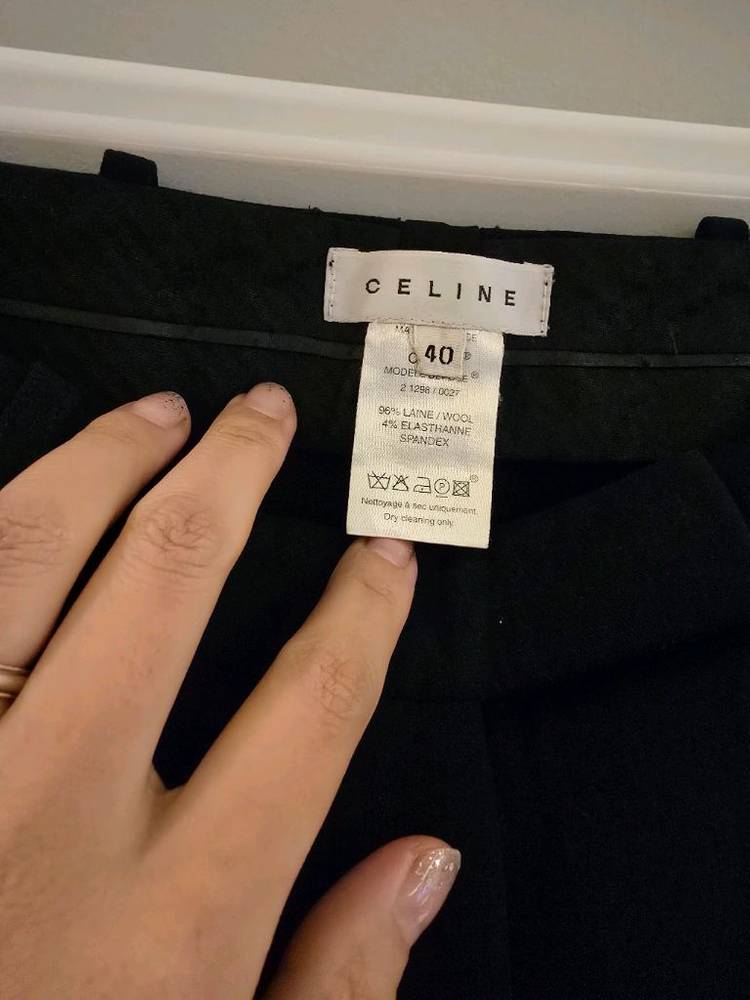 CELINE
40
MODELE DEPOSE ®
2 1298 / 0027
96% LAINE / WOOL
4% ELASTHANNE
SPANDEX
P
Nettoyage à sec uniquement.
Dry cleaning only.